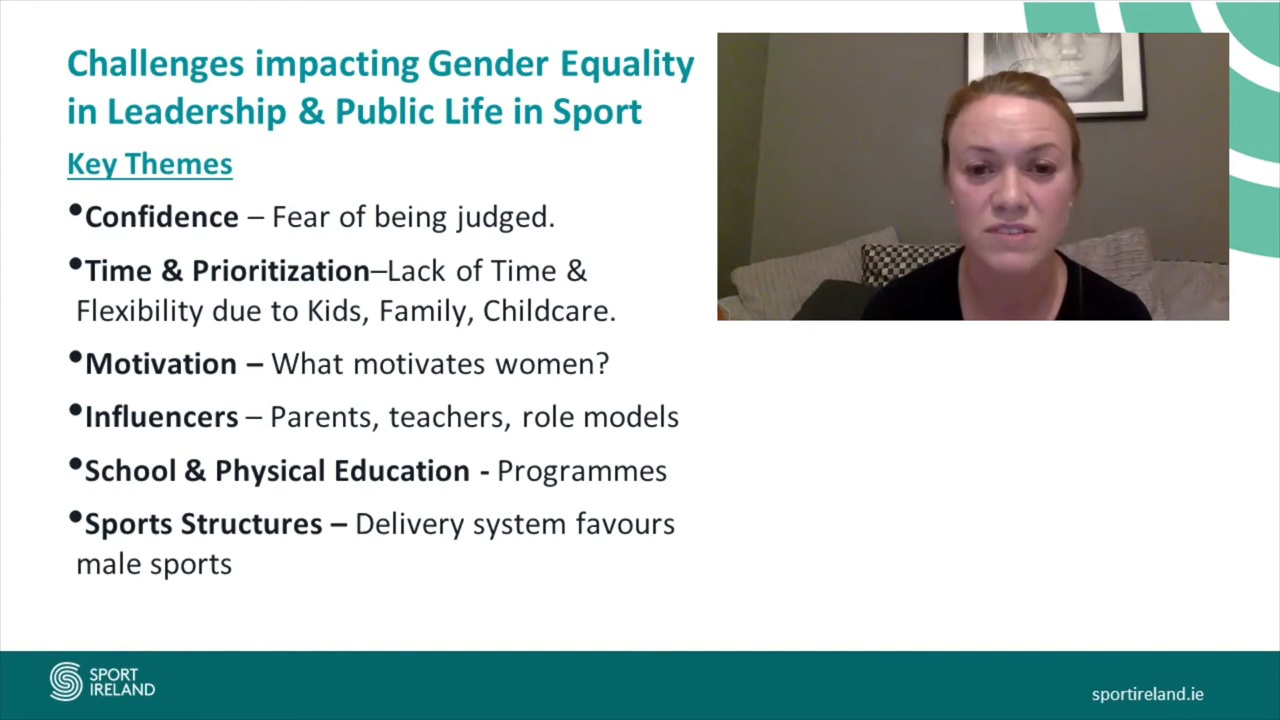 Challenges impacting Gender Equality
in Leadership & Public Life in Sport
Key Themes
•Confidence – Fear of being judged.
•Time & Prioritization–Lack of Time &
Flexibility due to Kids, Family, Childcare.
•Motivation – What motivates women?
•Influencers – Parents, teachers, role models
•School & Physical Education - Programmes
•Sports Structures – Delivery system favours
male sports
SPORT
IRELAND
sportireland.ie